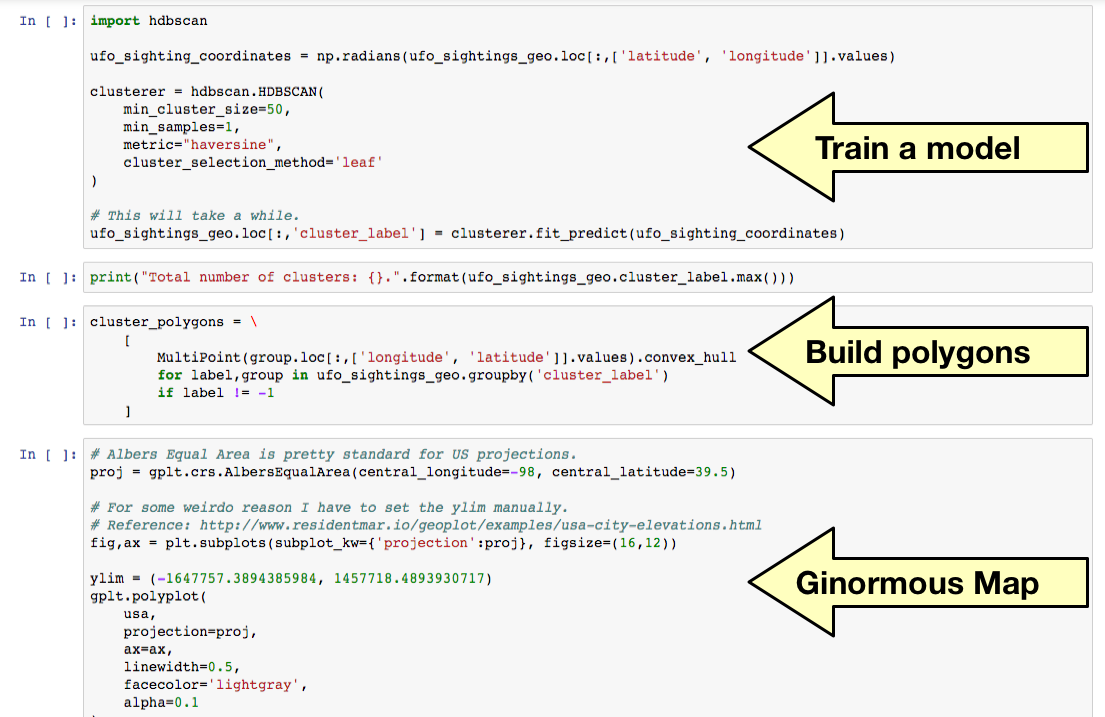 In [ ]: import hdbscan
ufo_sighting_coordinates = np.radians(ufo_sightings_geo.loc[:,['latitude', 'longitude']].values)
clusterer = hdbscan.HDBSCAN(
    min_cluster_size=50,
    min_samples=1,
    metric="haversine",
    cluster_selection_method='leaf'
)
Train a model
# This will take a while.
ufo_sightings_geo.loc[:,'cluster_label'] = clusterer.fit_predict(ufo_sighting_coordinates)
In [ ]: print("Total number of clusters: {}.".format(ufo_sightings_geo.cluster_label.max()))
In [ ]: cluster_polygons = \
    [
        MultiPoint(group.loc[:,['longitude', 'latitude']].values).convex_hull
        for label,group in ufo_sightings_geo.groupby('cluster_label')
        if label != -1
    ]
Build polygons
In [ ]: # Albers Equal Area is pretty standard for US projections.
proj = gplt.crs.AlbersEqualArea(central_longitude=-98, central_latitude=39.5)
# For some weirdo reason I have to set the ylim manually.
# Reference: http://www.residentmar.io/geoplot/examples/usa-city-elevations.html
fig,ax = plt.subplots(subplot_kw={'projection':proj}, figsize=(16,12))
ylim = (-1647757.3894385984, 1457718.4893930717)
gplt.polyplot(
    usa,
    projection=proj,
    ax=ax,
    linewidth=0.5,
    facecolor='lightgray',
    alpha=0.1
Ginormous Map